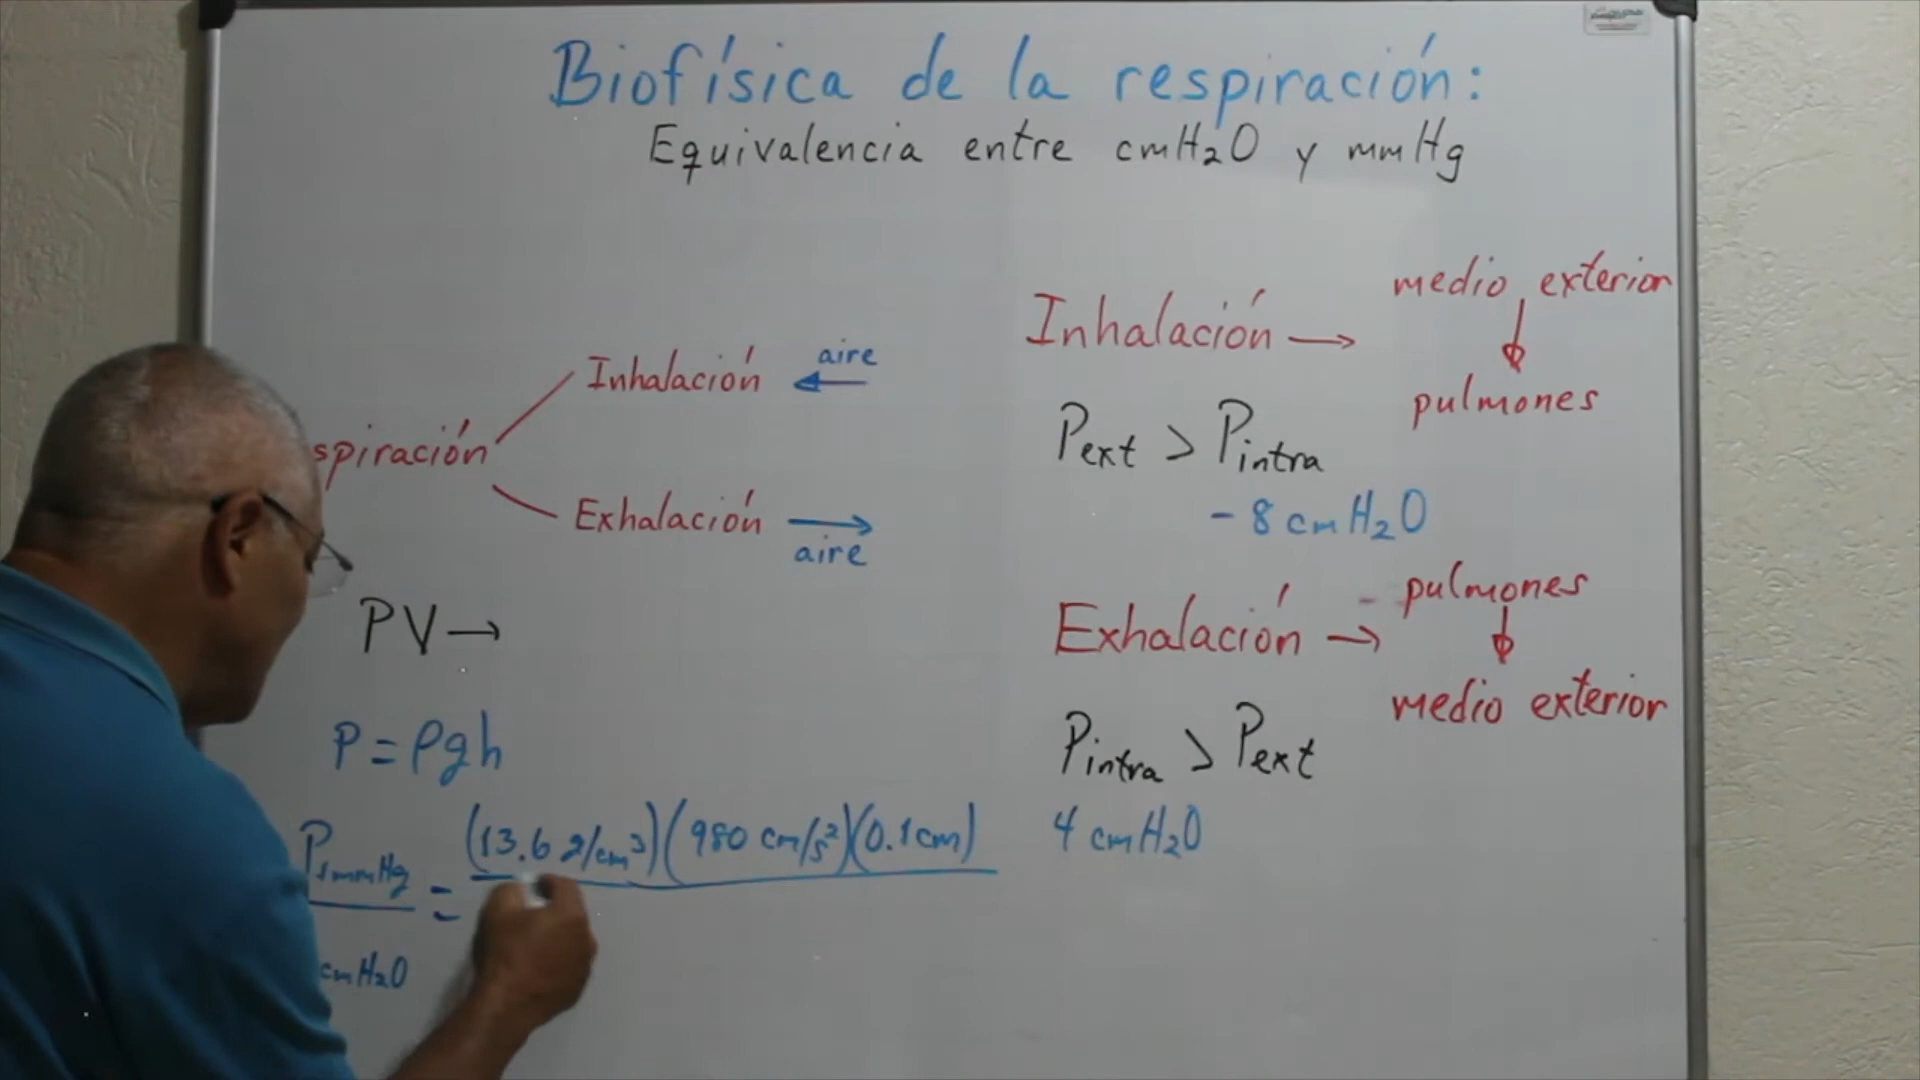 Biofísica de la respiración:
Equivalencia entre cmH₂O y mmHg
spiración
Inhalación
aire
Exhalación
aire
PV→
P = ρgh
P1mmHg = (13.6 g/cm³)(980 cm/s²)(0.1cm)
cmH₂O
Inhalación →
medio exterior
↓
pulmones
Pext > Pintra
- 8 cmH₂O
Exhalación →
pulmones
↓
medio exterior
Pintra > Pext
4 cmH₂O